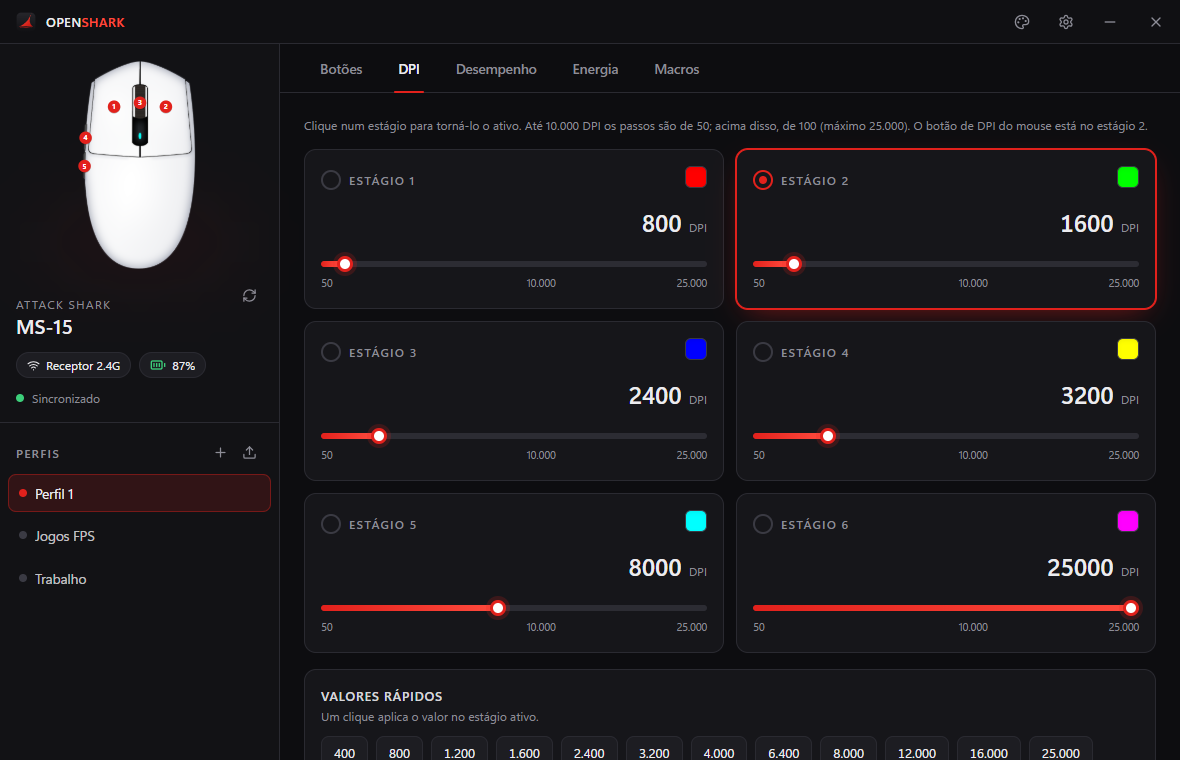 OPENSHARK
Botões DPI Desempenho Energia Macros
1 3 2
4
5
ATTACK SHARK
MS-15
Receptor 2.4G 87%
Sincronizado
PERFIS
Perfil 1
Jogos FPS
Trabalho
Clique num estágio para torná-lo o ativo. Até 10.000 DPI os passos são de 50; acima disso, de 100 (máximo 25.000). O botão de DPI do mouse está no estágio 2.
ESTÁGIO 1
800 DPI
50 10.000 25.000
ESTÁGIO 2
1600 DPI
50 10.000 25.000
ESTÁGIO 3
2400 DPI
50 10.000 25.000
ESTÁGIO 4
3200 DPI
50 10.000 25.000
ESTÁGIO 5
8000 DPI
50 10.000 25.000
ESTÁGIO 6
25000 DPI
50 10.000 25.000
VALORES RÁPIDOS
Um clique aplica o valor no estágio ativo.
400 800 1.200 1.600 2.400 3.200 4.000 6.400 8.000 12.000 16.000 25.000